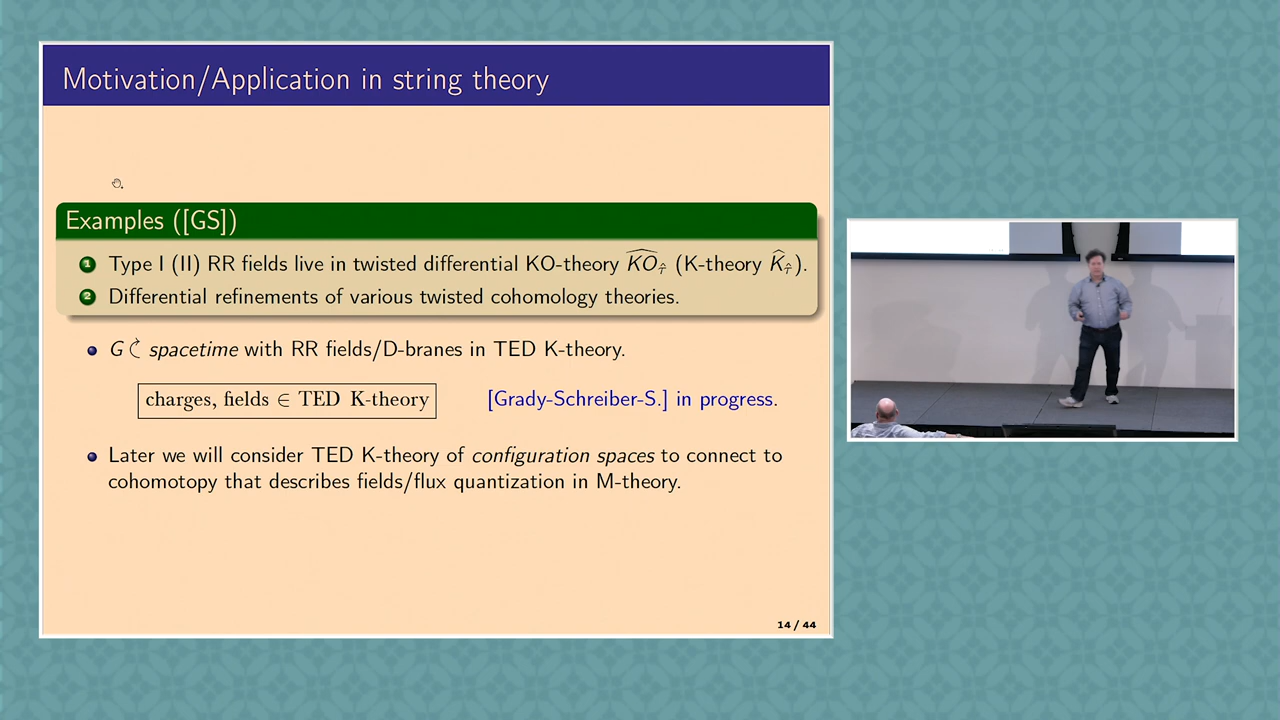 Motivation/Application in string theory
Examples ([GS])
1 Type I (II) RR fields live in twisted differential KO-theory $\widehat{KO}_{\hat{\tau}}$ (K-theory $\widehat{K}_{\hat{\tau}}$).
2 Differential refinements of various twisted cohomology theories.
• G ⤹ spacetime with RR fields/D-branes in TED K-theory.
charges, fields ∈ TED K-theory [Grady-Schreiber-S.] in progress.
• Later we will consider TED K-theory of configuration spaces to connect to
cohomotopy that describes fields/flux quantization in M-theory.
14 / 44